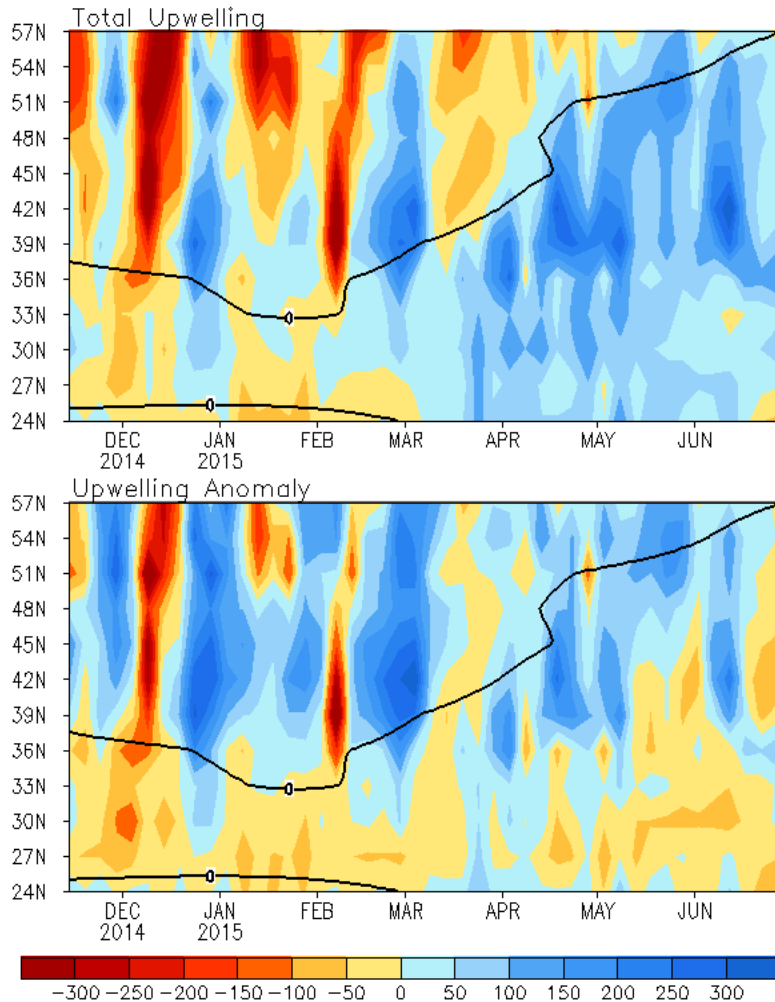 Total Upwelling
57N
54N
51N
48N
45N
42N
39N
36N
33N
30N
27N
24N
0
0
DEC JAN FEB MAR APR MAY JUN
2014 2015
Upwelling Anomaly
57N
54N
51N
48N
45N
42N
39N
36N
33N
30N
27N
24N
0
0
DEC JAN FEB MAR APR MAY JUN
2014 2015
-300 -250 -200 -150 -100 -50 0 50 100 150 200 250 300